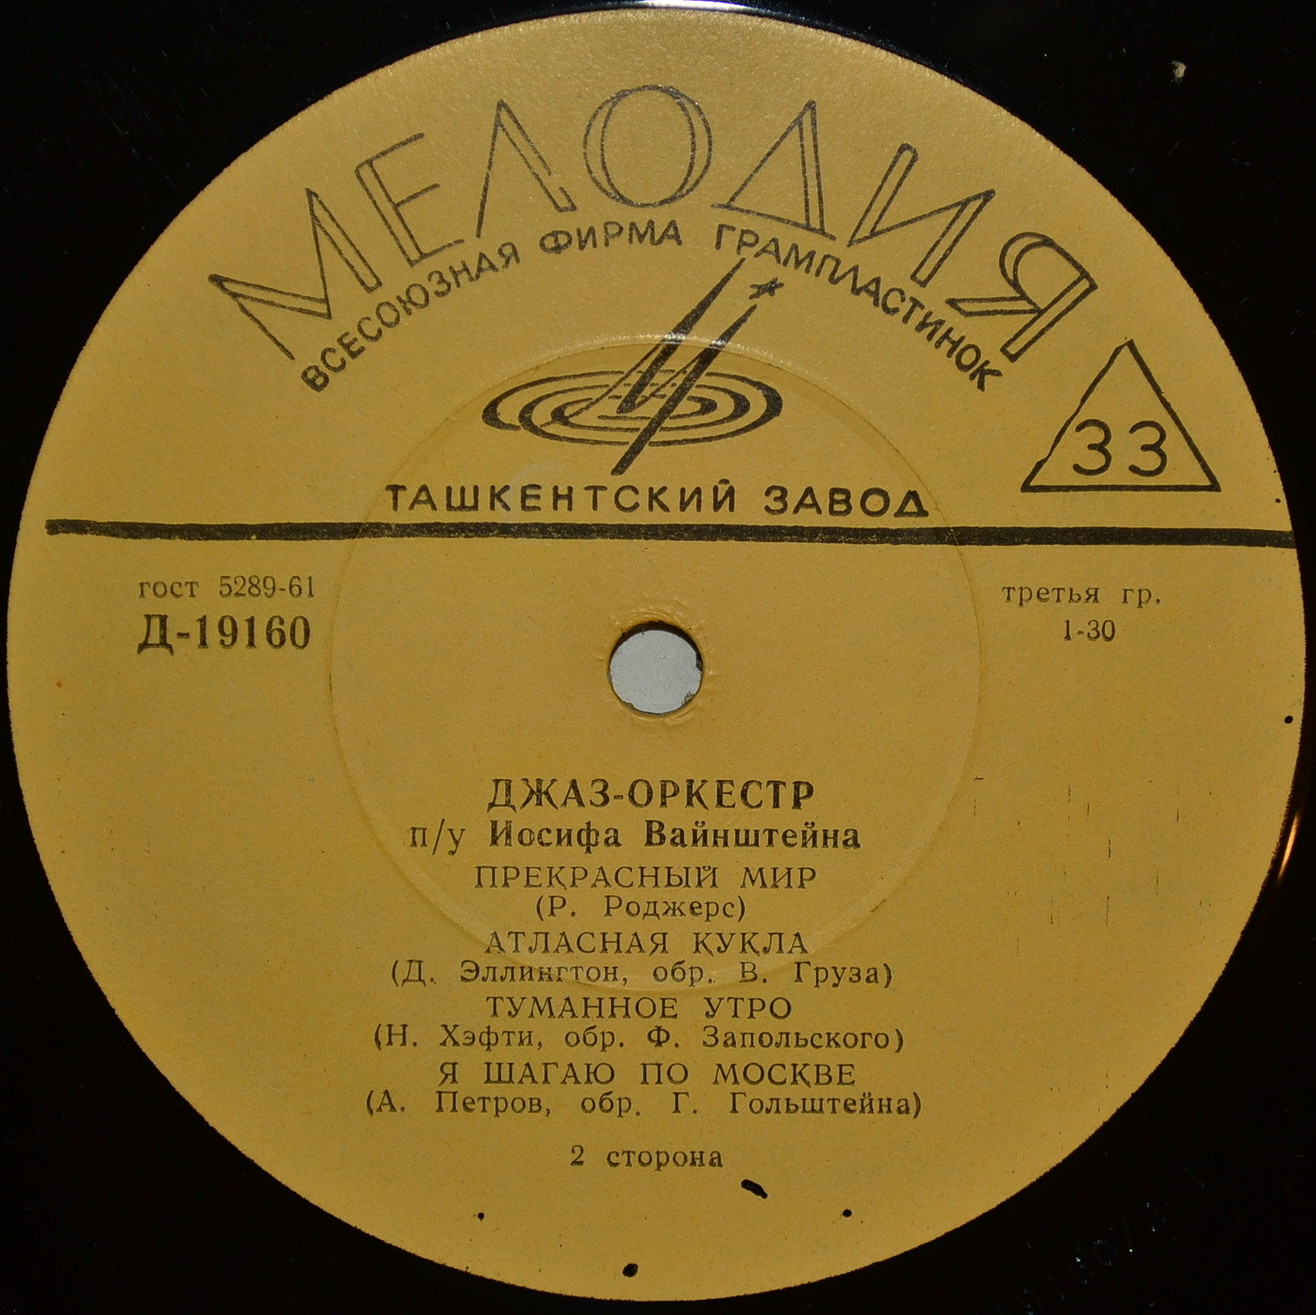 МЕЛОДИЯ
ВСЕСОЮЗНАЯ ФИРМА ГРАМПЛАСТИНОК
33
ТАШКЕНТСКИЙ ЗАВОД
гост 5289-61
Д-19160
третья гр.
1-30
ДЖАЗ-ОРКЕСТР
п/у Иосифа Вайнштейна
ПРЕКРАСНЫЙ МИР
(Р. Роджерс)
АТЛАСНАЯ КУКЛА
(Д. Эллингтон, обр. В. Груза)
ТУМАННОЕ УТРО
(Н. Хэфти, обр. Ф. Запольского)
Я ШАГАЮ ПО МОСКВЕ
(А. Петров, обр. Г. Гольштейна)
2 сторона